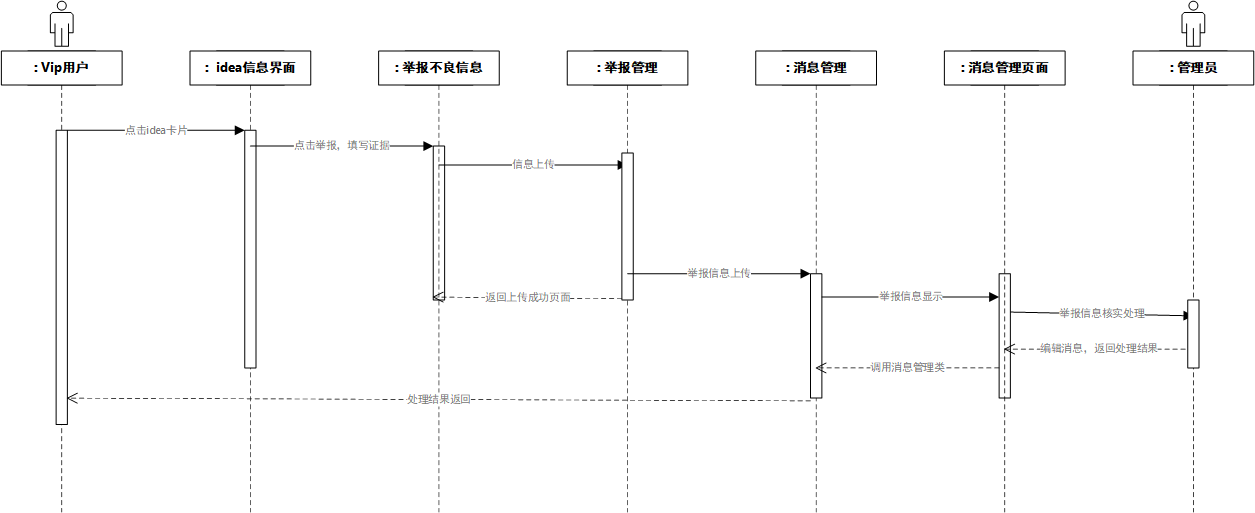 : Vip用户
: idea信息界面
: 举报不良信息
: 举报管理
: 消息管理
: 消息管理页面
: 管理员
点击idea卡片
点击举报，填写证据
信息上传
举报信息上传
返回上传成功页面
举报信息显示
举报信息核实处理
编辑消息，返回处理结果
调用消息管理类
处理结果返回